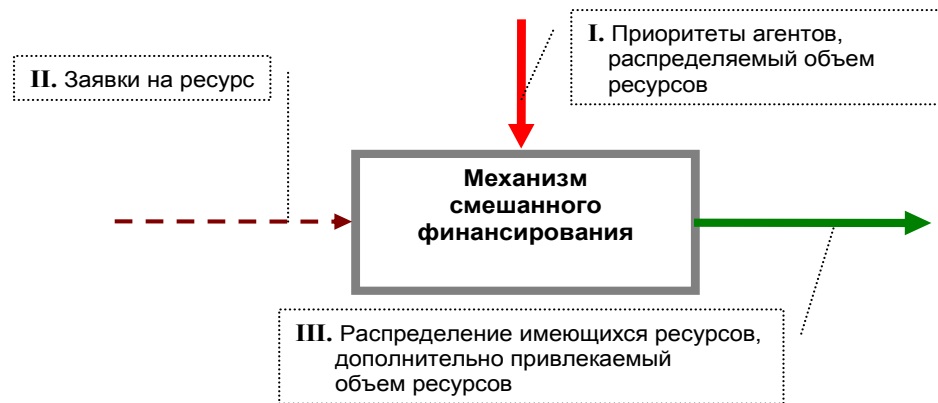 I. Приоритеты агентов,
распределяемый объем
ресурсов
II. Заявки на ресурс
Механизм
смешанного
финансирования
III. Распределение имеющихся ресурсов,
дополнительно привлекаемый
объем ресурсов